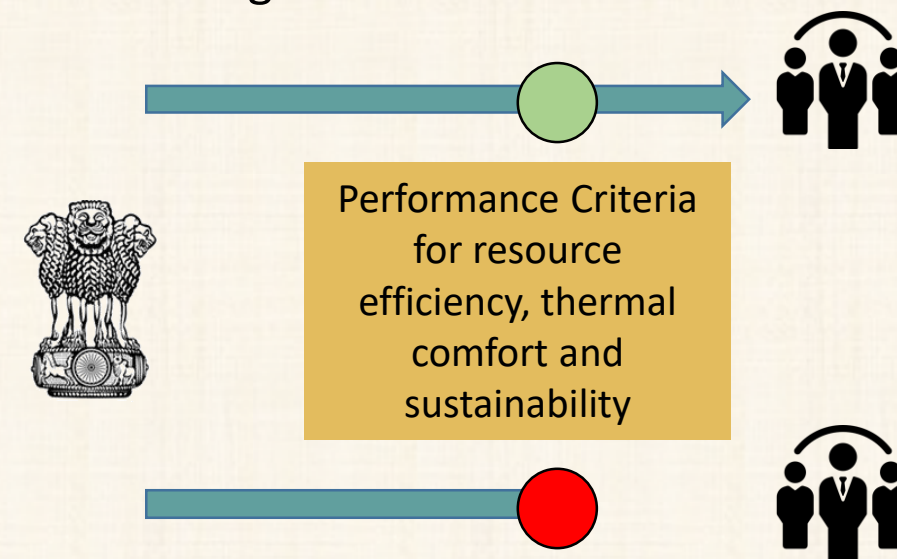 Performance Criteria
for resource
efficiency, thermal
comfort and
sustainability